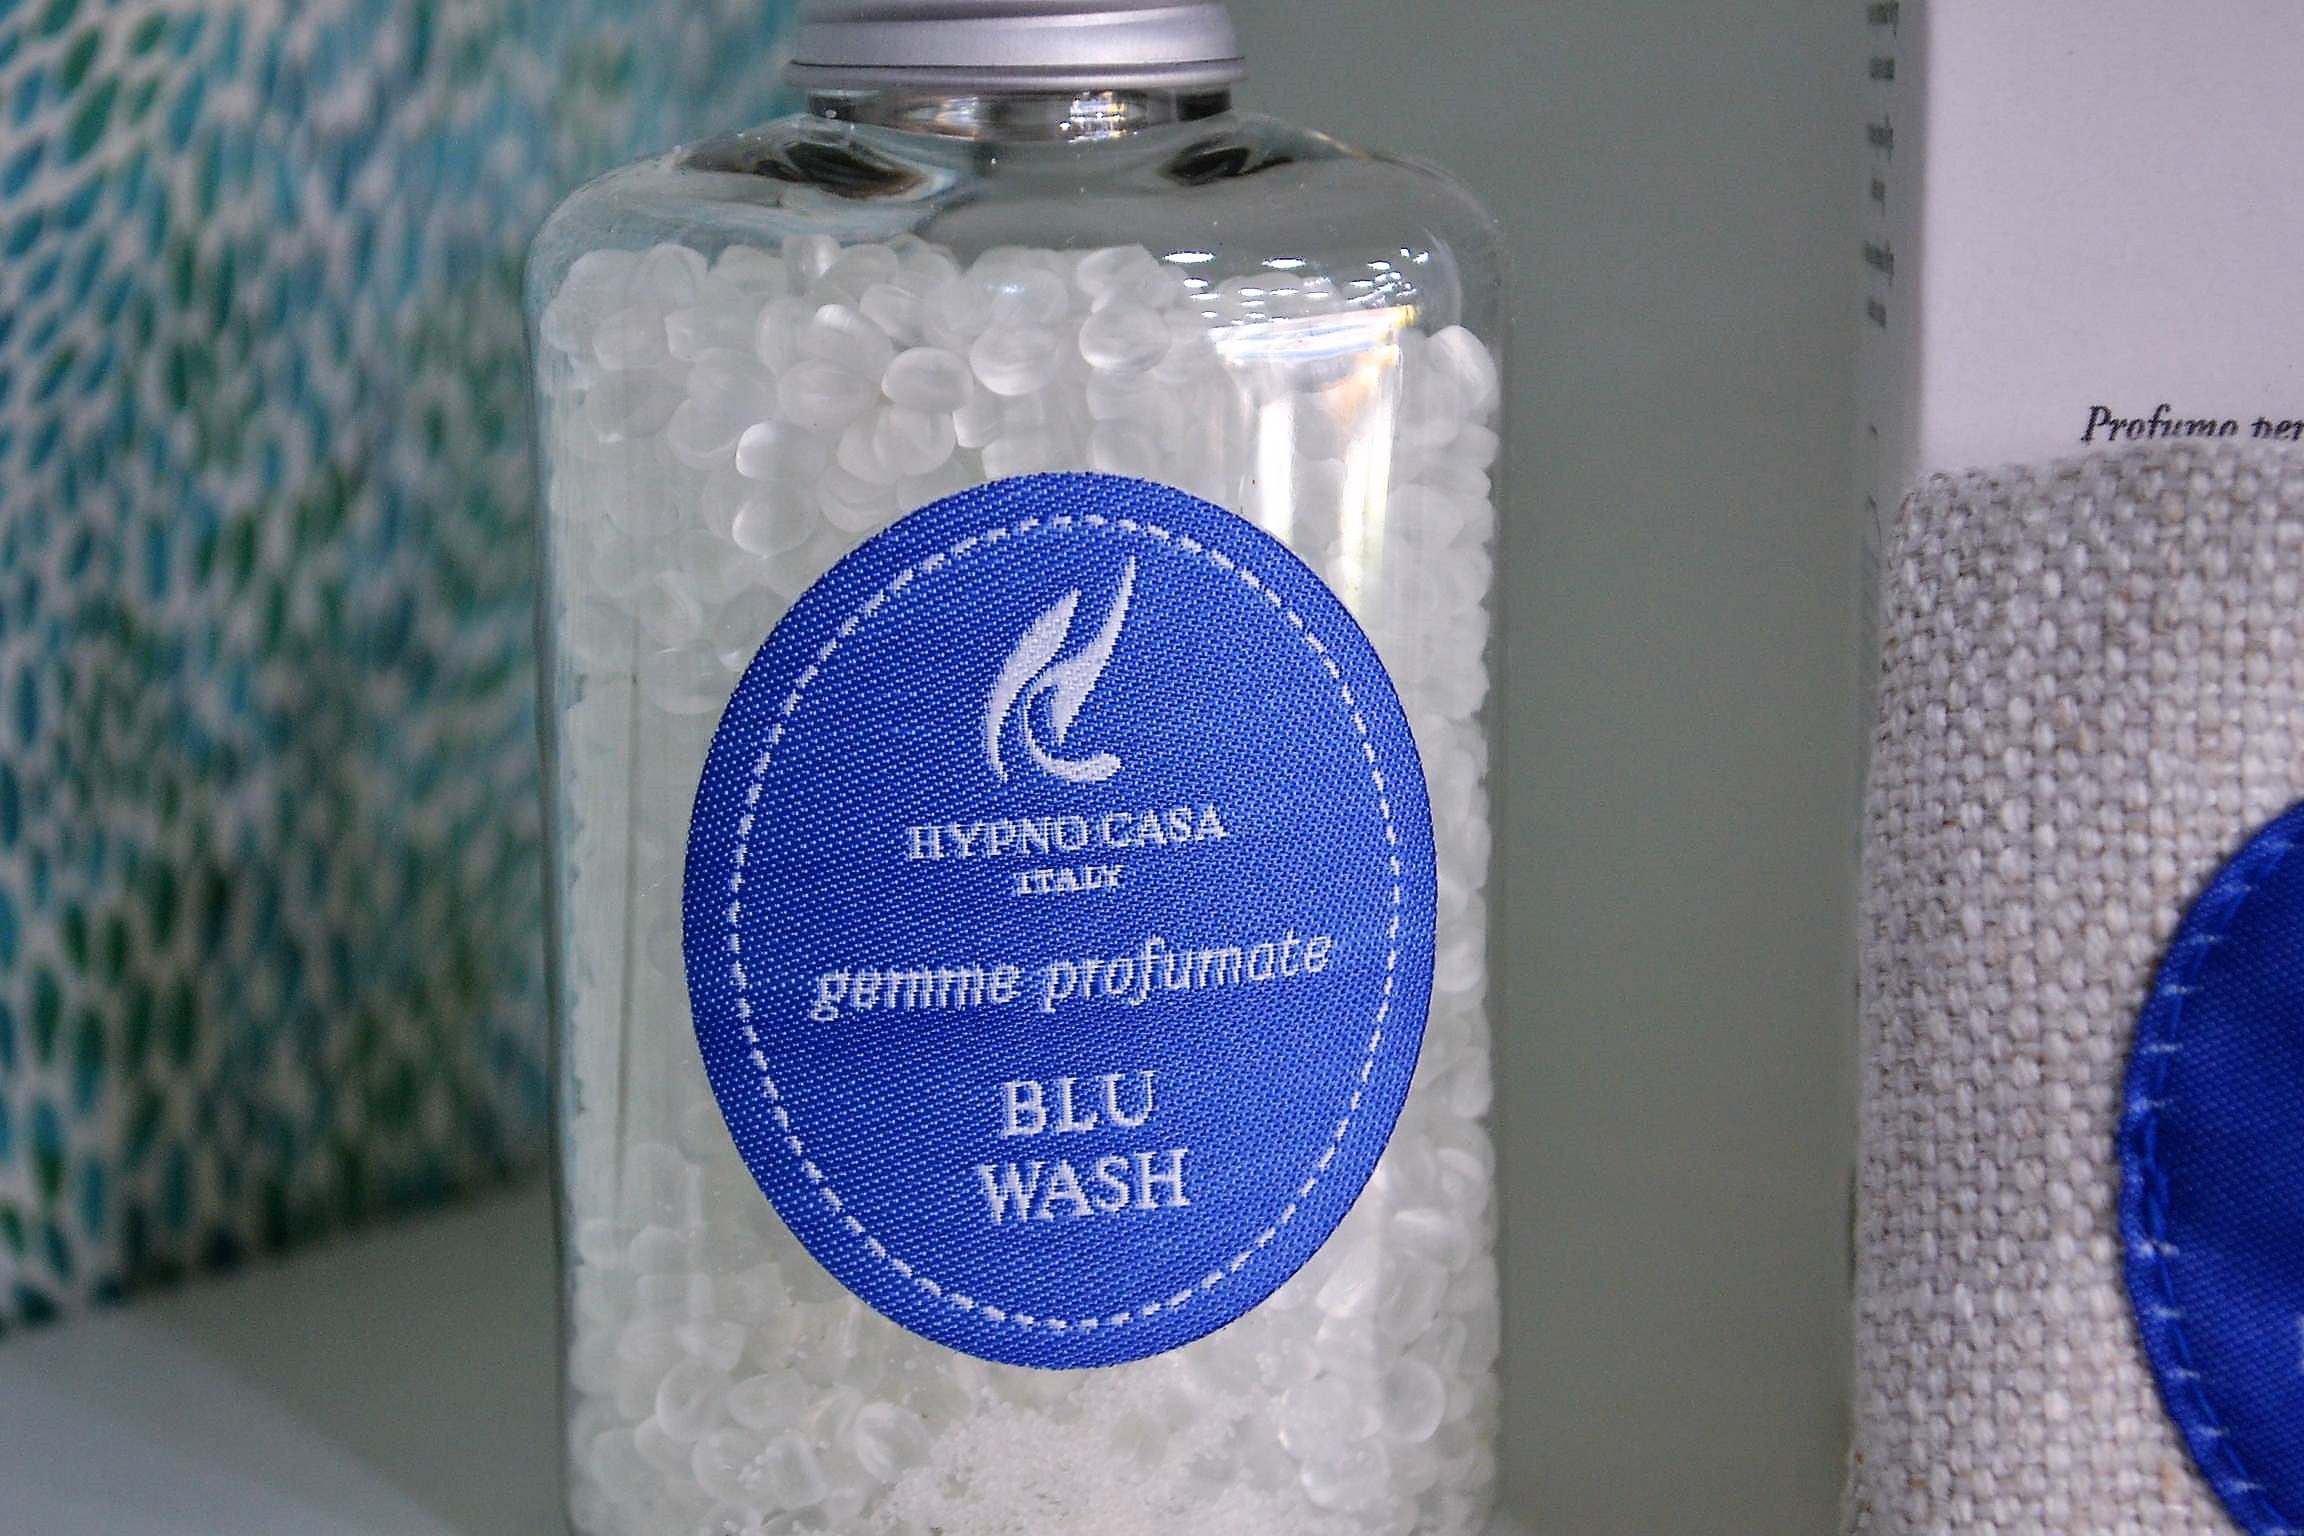 HYPNO CASA
ITALY
gemme profumate
BLU
WASH
Profumo per